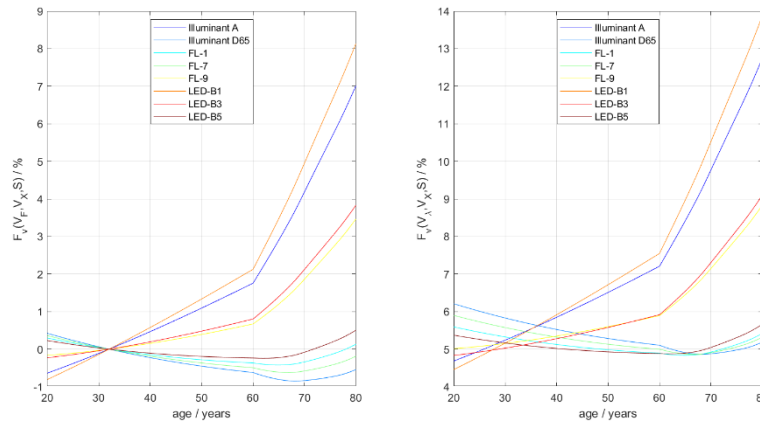 9
8
7
6
5
4
3
2
1
0
-1
F_v(V_F,V_X,S) / %
20 30 40 50 60 70 80
age / years
Illuminant A
Illuminant D65
FL-1
FL-7
FL-9
LED-B1
LED-B3
LED-B5
14
13
12
11
10
9
8
7
6
5
4
F_v(V_λ,V_X,S) / %
20 30 40 50 60 70 80
age / years
Illuminant A
Illuminant D65
FL-1
FL-7
FL-9
LED-B1
LED-B3
LED-B5